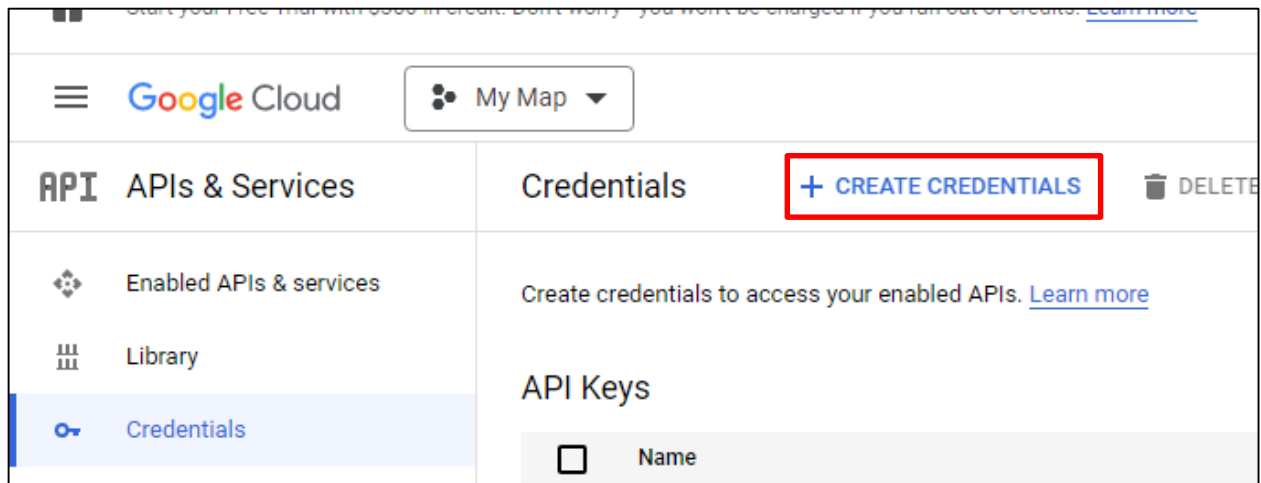 Start your Free Trial with $300 in credit. Don't worry—you won't be charged if you run out of credits. Learn more
Google Cloud
My Map
API APIs & Services
Credentials
+ CREATE CREDENTIALS
DELETE
Enabled APIs & services
Create credentials to access your enabled APIs. Learn more
Library
API Keys
Credentials
Name